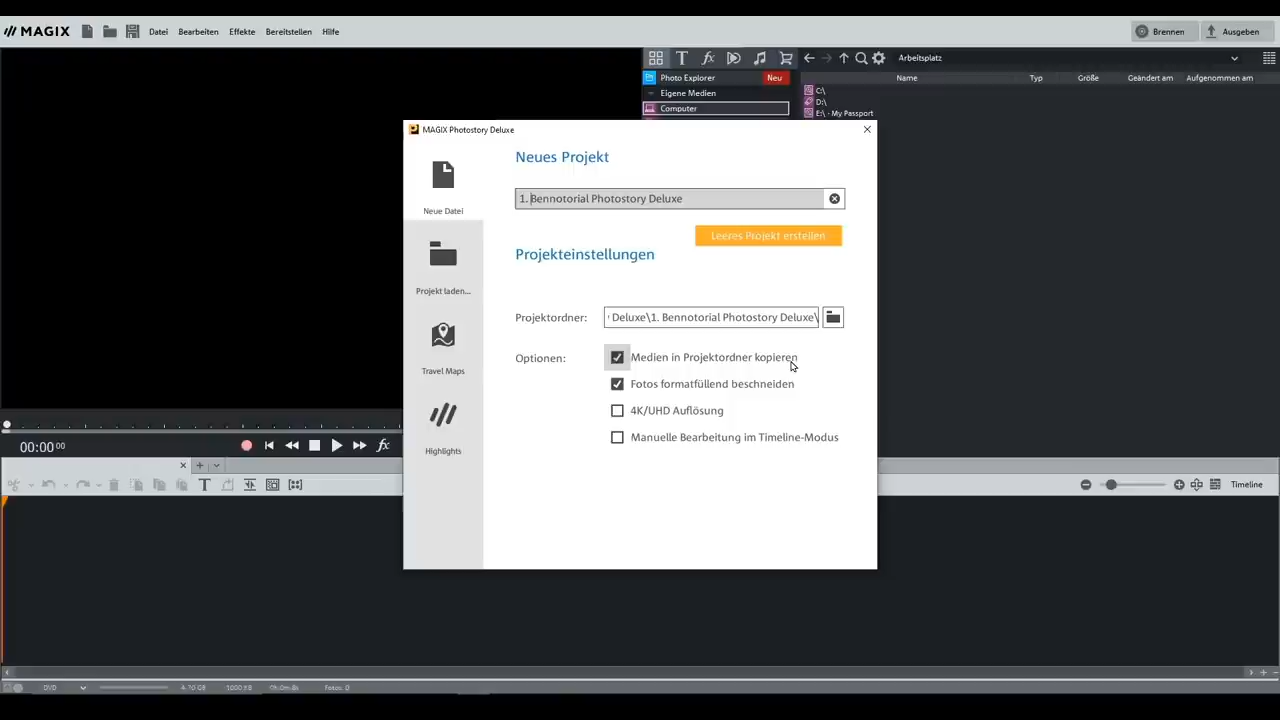 MAGIX Datei Bearbeiten Effekte Bereitstellen Hilfe Brennen Ausgeben
Arbeitsplatz
Photo Explorer Neu
Name Typ Größe Geändert am Aufgenommen am
Eigene Medien
Computer
C:\
D:\
E:\ - My Passport
MAGIX Photostory Deluxe
Neue Datei
Projekt laden...
Travel Maps
Highlights
Neues Projekt
1. Bennotorial Photostory Deluxe
Leeres Projekt erstellen
Projekteinstellungen
Projektordner: Deluxe\1. Bennotorial Photostory Deluxe\
Optionen: Medien in Projektordner kopieren
Fotos formatfüllend beschneiden
4K/UHD Auflösung
Manuelle Bearbeitung im Timeline-Modus
00:00 00
Timeline
DVD Fotos: 0